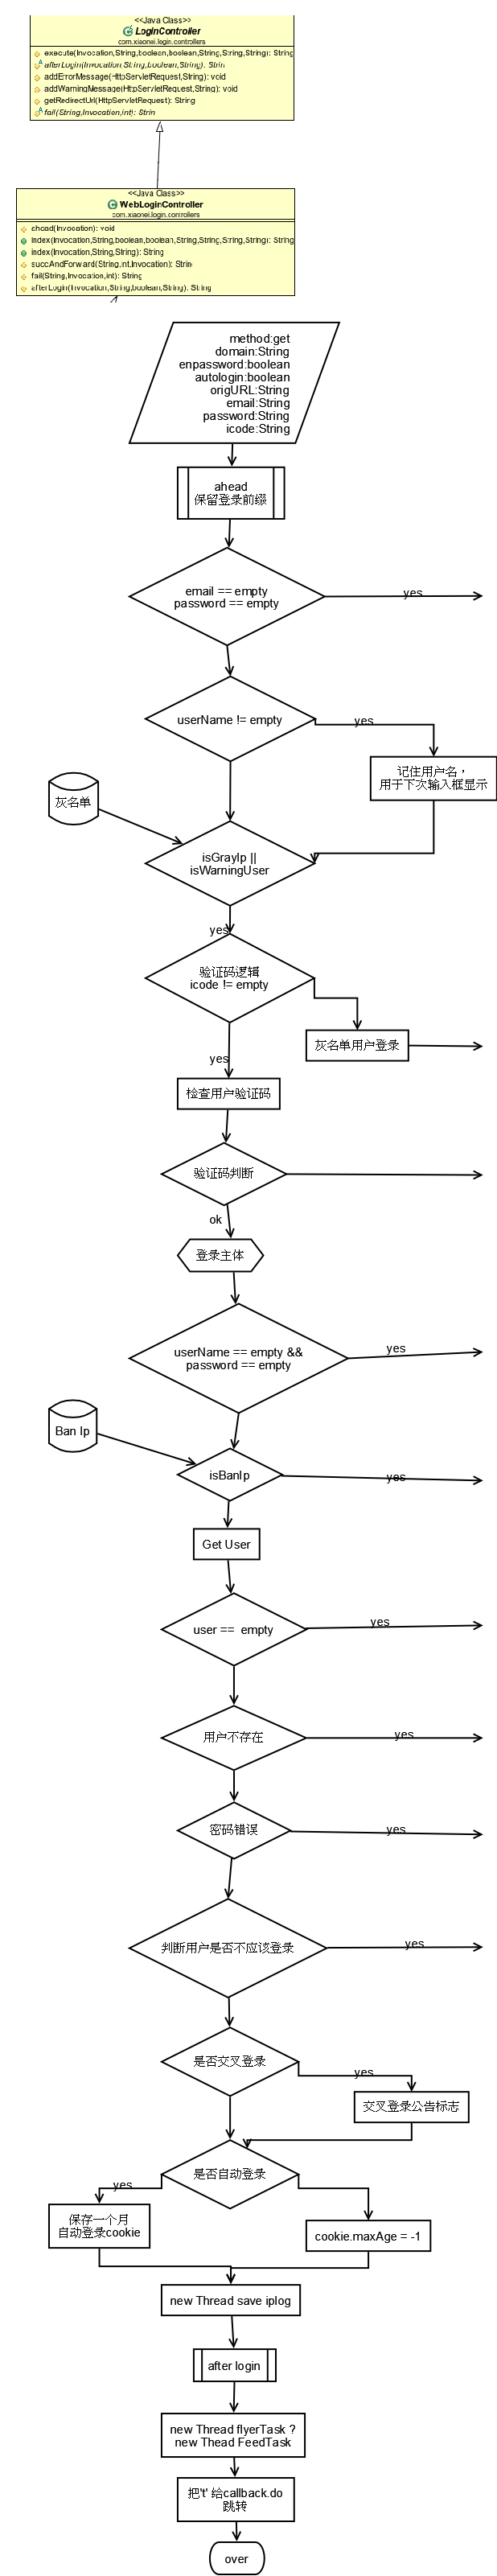 <<Java Class>>
LoginController
com.xiaonei.login.controllers
execute(Invocation,String,boolean,boolean,String,String,String): String
afterLogin(Invocation,String,boolean,String): Strin
addErrorMessage(HttpServletRequest,String): void
addWarningMessage(HttpServletRequest,String): void
getRedirectUrl(HttpServletRequest): String
fail(String,Invocation,int): Strin
<<Java Class>>
WebLoginController
com.xiaonei.login.controllers
ahead(Invocation): void
index(Invocation,String,boolean,boolean,String,String,String,String): String
index(Invocation,String,String): String
succAndForward(String,int,Invocation): Strin
fail(String,Invocation,int): String
afterLogin(Invocation,String,boolean,String): String
method:get
domain:String
enpassword:boolean
autologin:boolean
origURL:String
email:String
password:String
icode:String
ahead
保留登录前缀
email == empty
password == empty
yes
userName != empty
yes
记住用户名，
用于下次输入框显示
灰名单
isGrayIp ||
isWarningUser
yes
验证码逻辑
icode != empty
灰名单用户登录
yes
检查用户验证码
验证码判断
ok
登录主体
userName == empty &&
password == empty
yes
Ban Ip
isBanIp
yes
Get User
user == empty
yes
用户不存在
yes
密码错误
yes
判断用户是否不应该登录
yes
是否交叉登录
yes
交叉登录公告标志
是否自动登录
yes
保存一个月
自动登录cookie
cookie.maxAge = -1
new Thread save iplog
after login
new Thread flyerTask ?
new Thead FeedTask
把't' 给callback.do
跳转
over